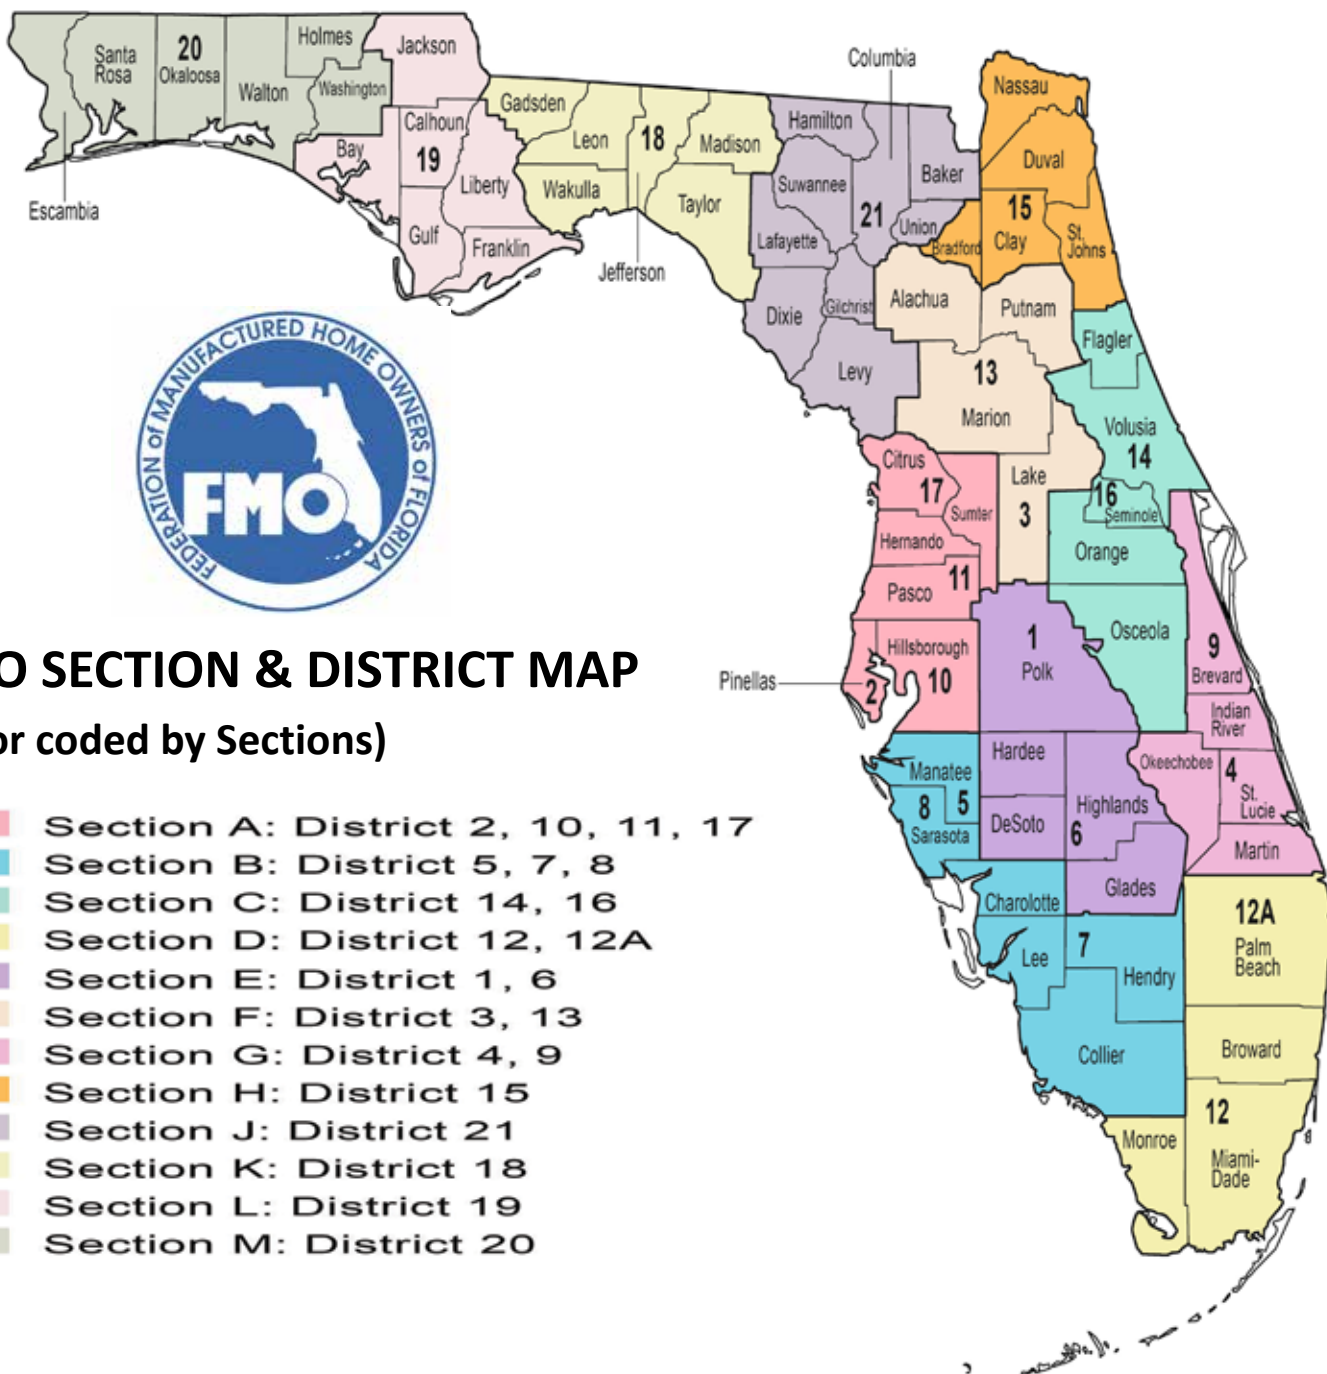 Holmes
Jackson
Santa
Rosa
20
Okaloosa
Walton
Washington
Escambia
Bay
Calhoun
19
Liberty
Gulf
Franklin
Gadsden
Leon
18
Madison
Wakulla
Taylor
Jefferson
Columbia
Hamilton
Suwannee
21
Baker
Union
Lafayette
Dixie
Gilchrist
Levy
Nassau
Duval
15
Clay
Bradford
St.
Johns
Alachua
Putnam
13
Marion
Lake
3
Flagler
Volusia
14
16
Seminole
Orange
Osceola
Citrus
17
Sumter
Hernando
11
Pasco
Hillsborough
10
Pinellas
2
1
Polk
9
Brevard
Indian
River
Okeechobee
4
St.
Lucie
Martin
Hardee
Highlands
DeSoto
6
Glades
Manatee
8
5
Sarasota
Charolotte
7
Lee
Hendry
Collier
12A
Palm
Beach
Broward
12
Monroe
Miami-
Dade
FEDERATION of MANUFACTURED HOME OWNERS of FLORIDA
FMO
O SECTION & DISTRICT MAP
or coded by Sections)
Section A: District 2, 10, 11, 17
Section B: District 5, 7, 8
Section C: District 14, 16
Section D: District 12, 12A
Section E: District 1, 6
Section F: District 3, 13
Section G: District 4, 9
Section H: District 15
Section J: District 21
Section K: District 18
Section L: District 19
Section M: District 20